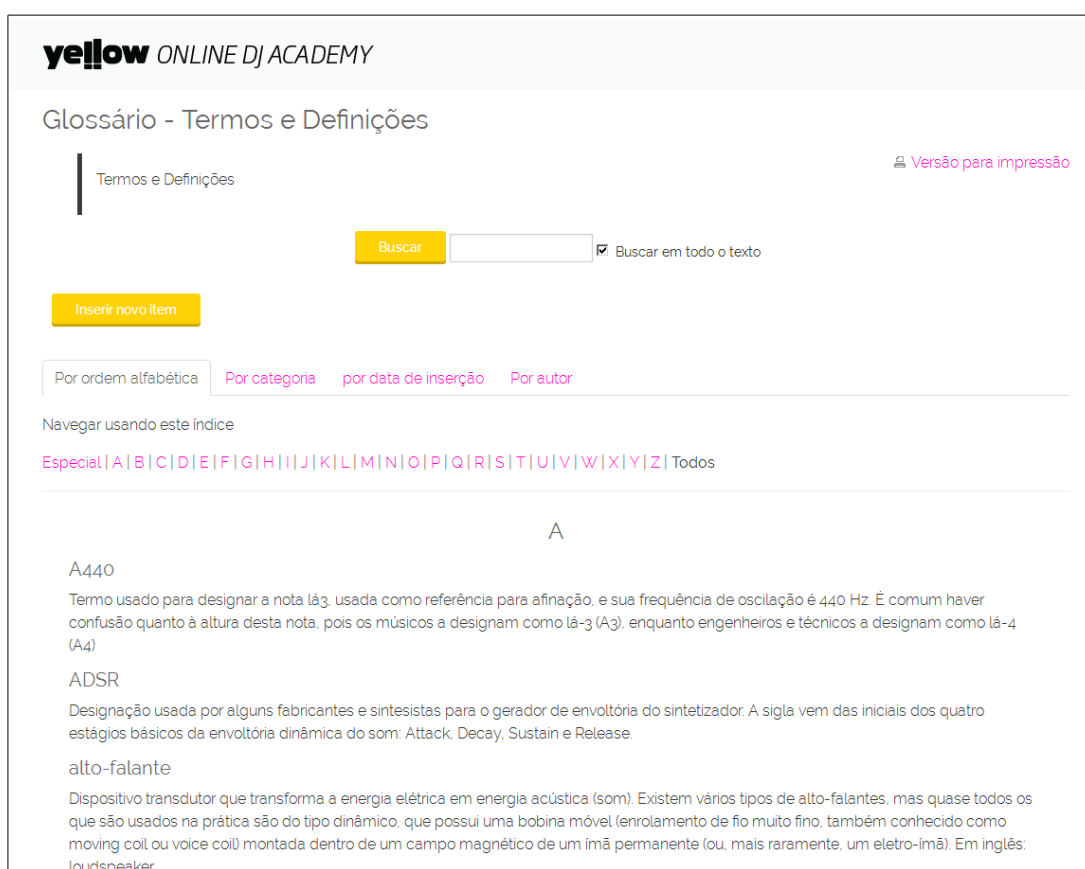 yellow ONLINE DJ ACADEMY
Glossário - Termos e Definições
Versão para impressão
Termos e Definições
Buscar
Buscar em todo o texto
Inserir novo item
Por ordem alfabética Por categoria por data de inserção Por autor
Navegar usando este índice
Especial | A | B | C | D | E | F | G | H | I | J | K | L | M | N | O | P | Q | R | S | T | U | V | W | X | Y | Z | Todos
A
A440
Termo usado para designar a nota lá3, usada como referência para afinação, e sua frequência de oscilação é 440 Hz. É comum haver
confusão quanto à altura desta nota, pois os músicos a designam como lá-3 (A3), enquanto engenheiros e técnicos a designam como lá-4
(A4)
ADSR
Designação usada por alguns fabricantes e sintesistas para o gerador de envoltória do sintetizador. A sigla vem das iniciais dos quatro
estágios básicos da envoltória dinâmica do som: Attack, Decay, Sustain e Release.
alto-falante
Dispositivo transdutor que transforma a energia elétrica em energia acústica (som). Existem vários tipos de alto-falantes, mas quase todos os
que são usados na prática são do tipo dinâmico, que possui uma bobina móvel (enrolamento de fio muito fino, também conhecido como
moving coil ou voice coil) montada dentro de um campo magnético de um ímã permanente (ou, mais raramente, um eletro-ímã). Em inglês:
loudspeaker